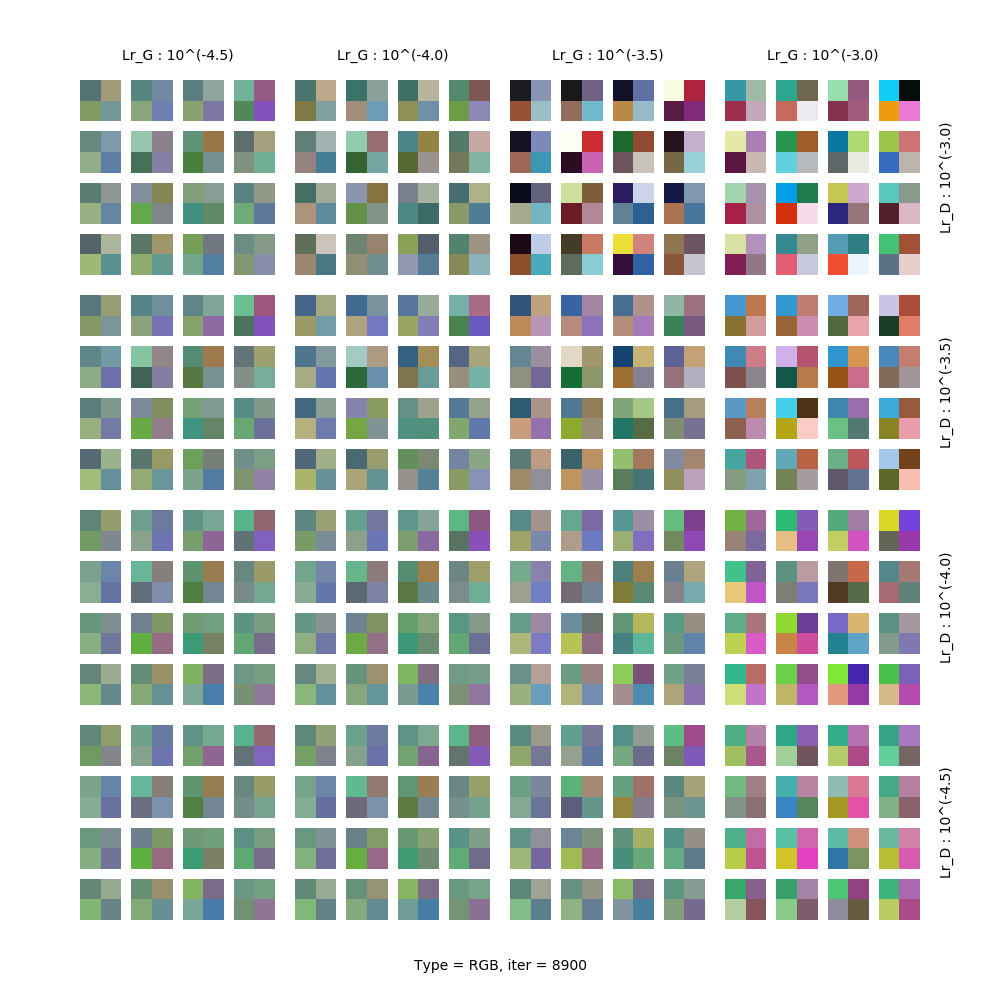 Lr_G : 10^(-4.5)
Lr_G : 10^(-4.0)
Lr_G : 10^(-3.5)
Lr_G : 10^(-3.0)
Lr_D : 10^(-3.0)
Lr_D : 10^(-3.5)
Lr_D : 10^(-4.0)
Lr_D : 10^(-4.5)
Type = RGB, iter = 8900